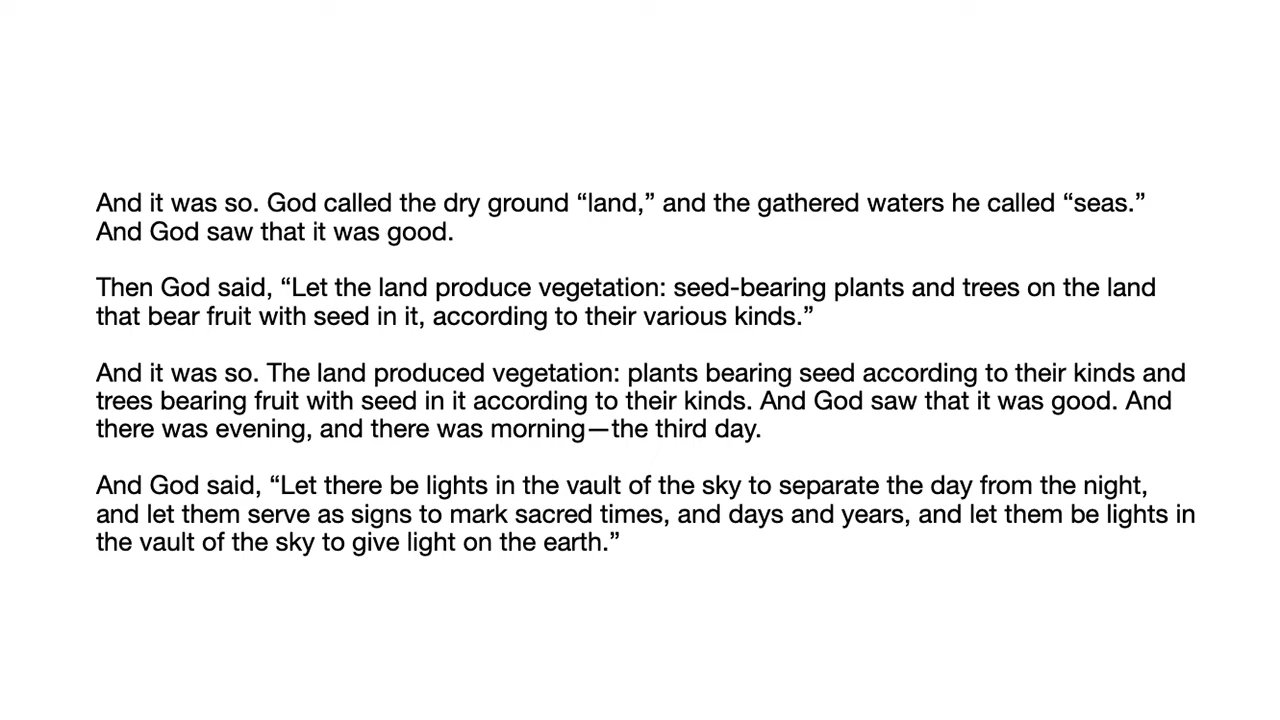 And it was so. God called the dry ground “land,” and the gathered waters he called “seas.”
And God saw that it was good.
Then God said, “Let the land produce vegetation: seed-bearing plants and trees on the land
that bear fruit with seed in it, according to their various kinds.”
And it was so. The land produced vegetation: plants bearing seed according to their kinds and
trees bearing fruit with seed in it according to their kinds. And God saw that it was good. And
there was evening, and there was morning—the third day.
And God said, “Let there be lights in the vault of the sky to separate the day from the night,
and let them serve as signs to mark sacred times, and days and years, and let them be lights in
the vault of the sky to give light on the earth.”